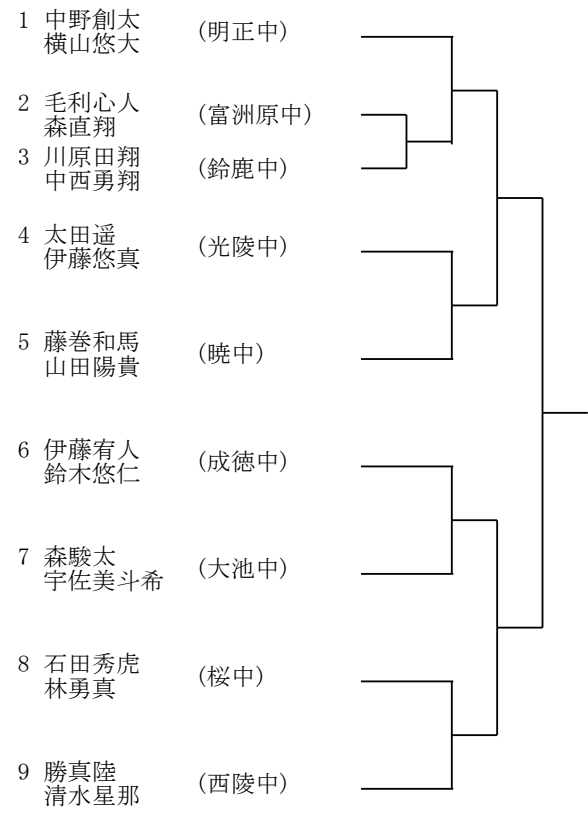 1 中野創太 (明正中)
横山悠大
2 毛利心人 (富洲原中)
森直翔
3 川原田翔 (鈴鹿中)
中西勇翔
4 太田遥 (光陵中)
伊藤悠真
5 藤巻和馬 (暁中)
山田陽貴
6 伊藤宥人 (成徳中)
鈴木悠仁
7 森駿太 (大池中)
宇佐美斗希
8 石田秀虎 (桜中)
林勇真
9 勝真陸 (西陵中)
清水星那